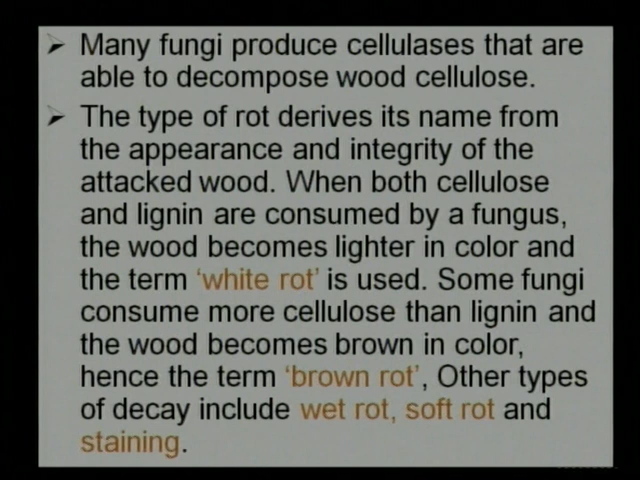 ➢ Many fungi produce cellulases that are
able to decompose wood cellulose.
➢ The type of rot derives its name from
the appearance and integrity of the
attacked wood. When both cellulose
and lignin are consumed by a fungus,
the wood becomes lighter in color and
the term ‘white rot’ is used. Some fungi
consume more cellulose than lignin and
the wood becomes brown in color,
hence the term ‘brown rot’, Other types
of decay include wet rot, soft rot and
staining.